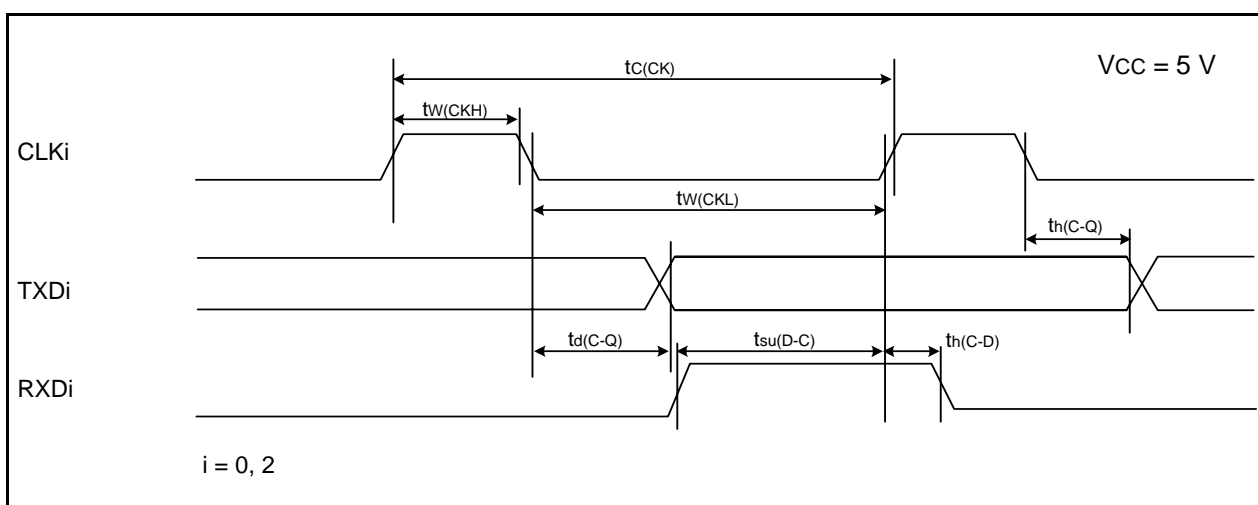 tC(CK)
VCC = 5 V
tW(CKH)
CLKi
tW(CKL)
th(C-Q)
TXDi
td(C-Q)
tsu(D-C)
th(C-D)
RXDi
i = 0, 2